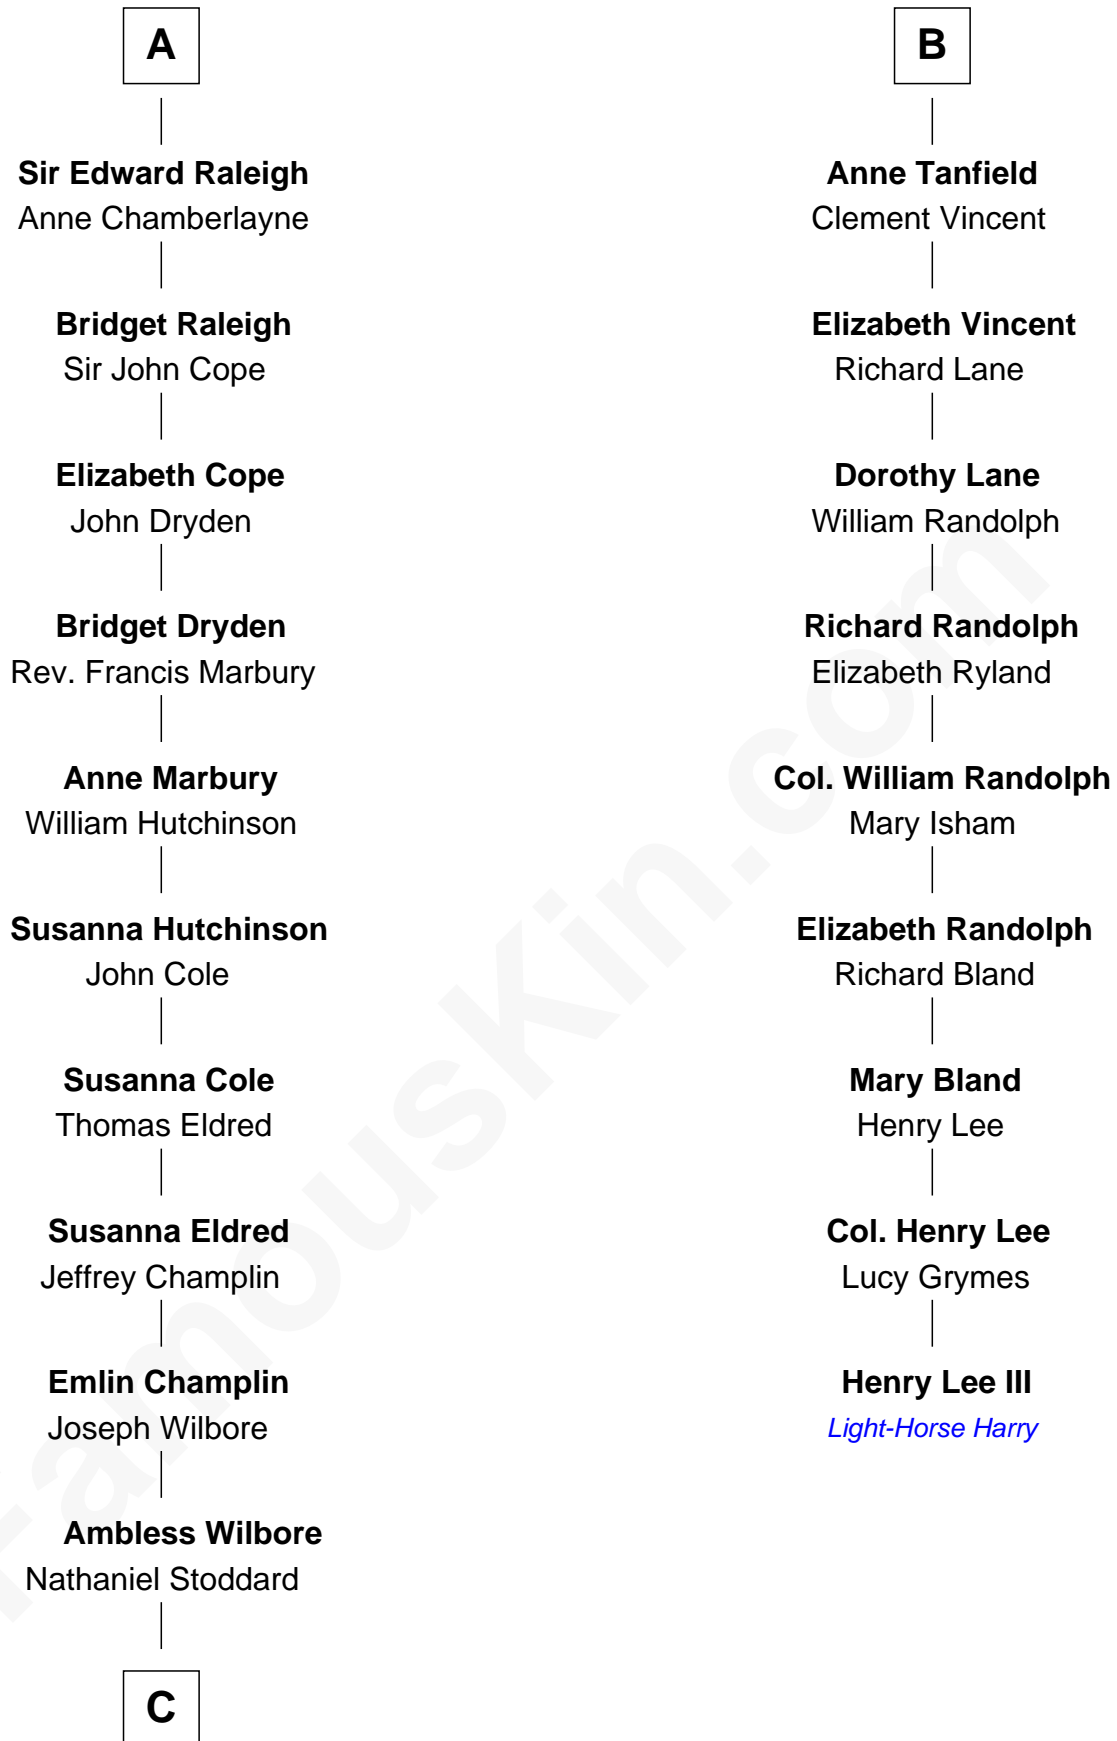 A
Sir Edward Raleigh
Anne Chamberlayne
Bridget Raleigh
Sir John Cope
Elizabeth Cope
John Dryden
Bridget Dryden
Rev. Francis Marbury
Anne Marbury
William Hutchinson
Susanna Hutchinson
John Cole
Susanna Cole
Thomas Eldred
Susanna Eldred
Jeffrey Champlin
Emlin Champlin
Joseph Wilbore
Ambless Wilbore
Nathaniel Stoddard
C
B
Anne Tanfield
Clement Vincent
Elizabeth Vincent
Richard Lane
Dorothy Lane
William Randolph
Richard Randolph
Elizabeth Ryland
Col. William Randolph
Mary Isham
Elizabeth Randolph
Richard Bland
Mary Bland
Henry Lee
Col. Henry Lee
Lucy Grymes
Henry Lee III
Light-Horse Harry
FamousKin.com